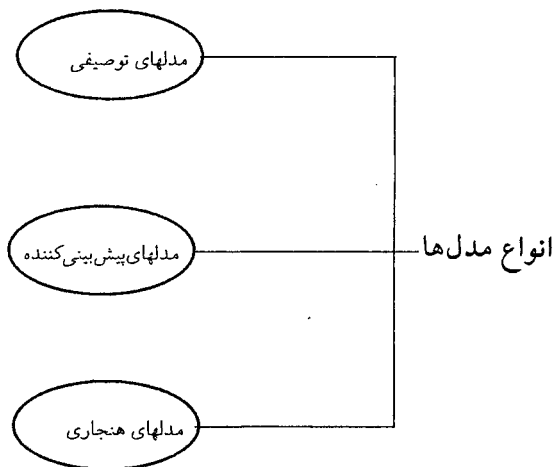 انواع مدل‌ها
مدلهای توصیفی
مدلهای پیش‌بینی‌کننده
مدلهای هنجاری